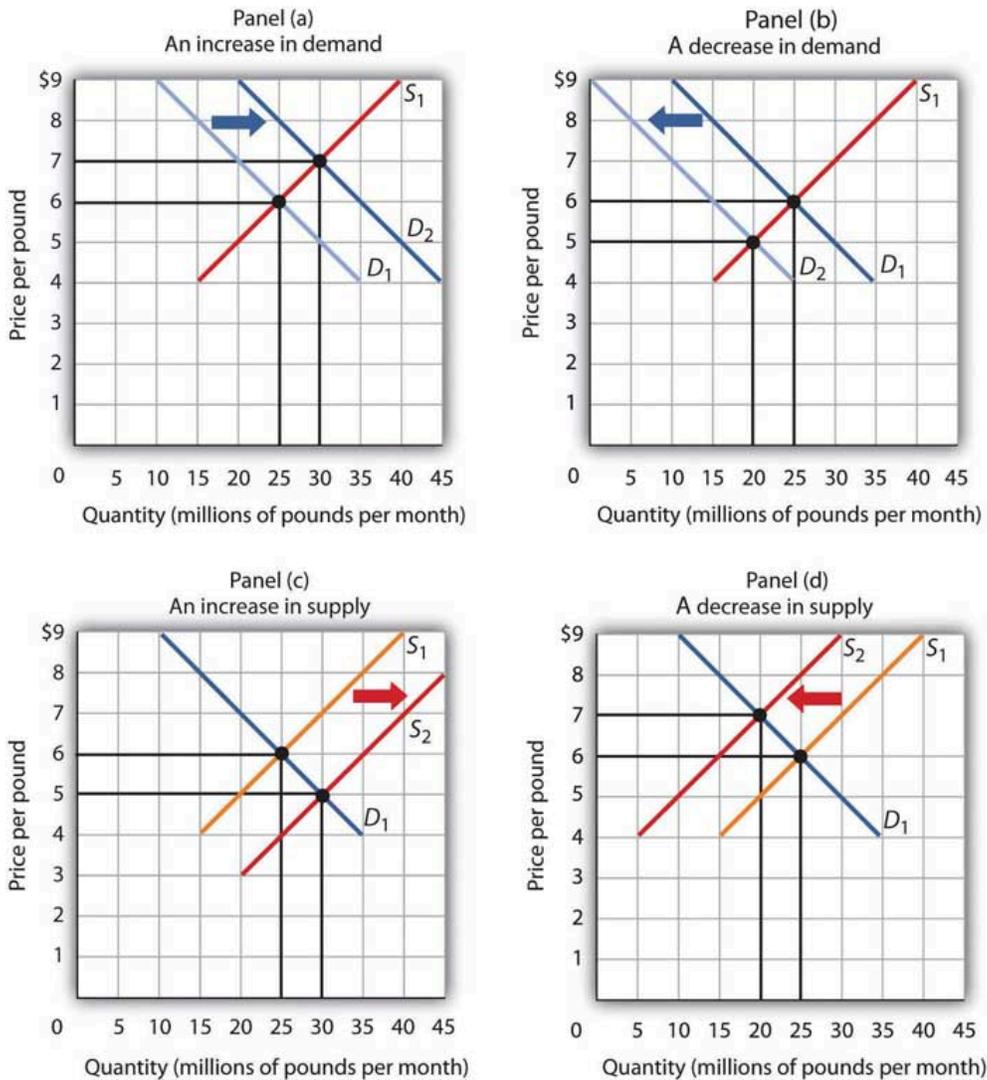 Panel (a)
An increase in demand
$9
8
7
6
5
4
3
2
1
0 5 10 15 20 25 30 35 40 45
S1
D2
D1
Price per pound
Quantity (millions of pounds per month)
Panel (b)
A decrease in demand
$9
8
7
6
5
4
3
2
1
0 5 10 15 20 25 30 35 40 45
S1
D2
D1
Price per pound
Quantity (millions of pounds per month)
Panel (c)
An increase in supply
$9
8
7
6
5
4
3
2
1
0 5 10 15 20 25 30 35 40 45
S1
S2
D1
Price per pound
Quantity (millions of pounds per month)
Panel (d)
A decrease in supply
$9
8
7
6
5
4
3
2
1
0 5 10 15 20 25 30 35 40 45
S2
S1
D1
Price per pound
Quantity (millions of pounds per month)